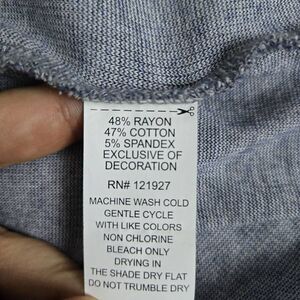 48% RAYON
47% COTTON
5% SPANDEX
EXCLUSIVE OF
DECORATION
RN# 121927
MACHINE WASH COLD
GENTLE CYCLE
WITH LIKE COLORS
NON CHLORINE
BLEACH ONLY
DRYING IN
THE SHADE DRY FLAT
DO NOT TRUMBLE DRY